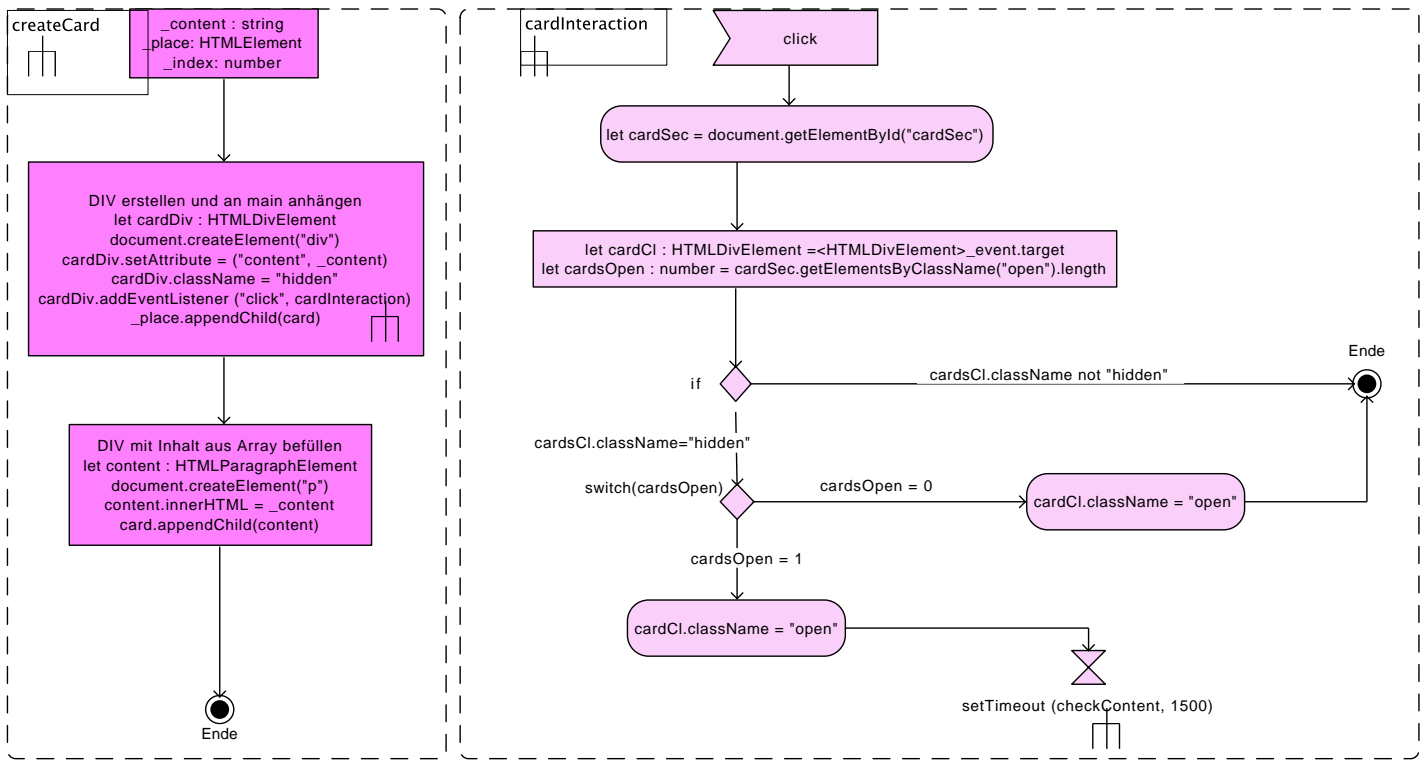 createCard
_content : string
_place: HTMLElement
_index: number
DIV erstellen und an main anhängen
let cardDiv : HTMLDivElement
document.createElement("div")
cardDiv.setAttribute = ("content", _content)
cardDiv.className = "hidden"
cardDiv.addEventListener ("click", cardInteraction)
_place.appendChild(card)
DIV mit Inhalt aus Array befüllen
let content : HTMLParagraphElement
document.createElement("p")
content.innerHTML = _content
card.appendChild(content)
Ende
cardInteraction
click
let cardSec = document.getElementById("cardSec")
let cardCl : HTMLDivElement =<HTMLDivElement>_event.target
let cardsOpen : number = cardSec.getElementsByClassName("open").length
if
cardsCl.className not "hidden"
Ende
cardsCl.className="hidden"
switch(cardsOpen)
cardsOpen = 0
cardCl.className = "open"
cardsOpen = 1
cardCl.className = "open"
setTimeout (checkContent, 1500)